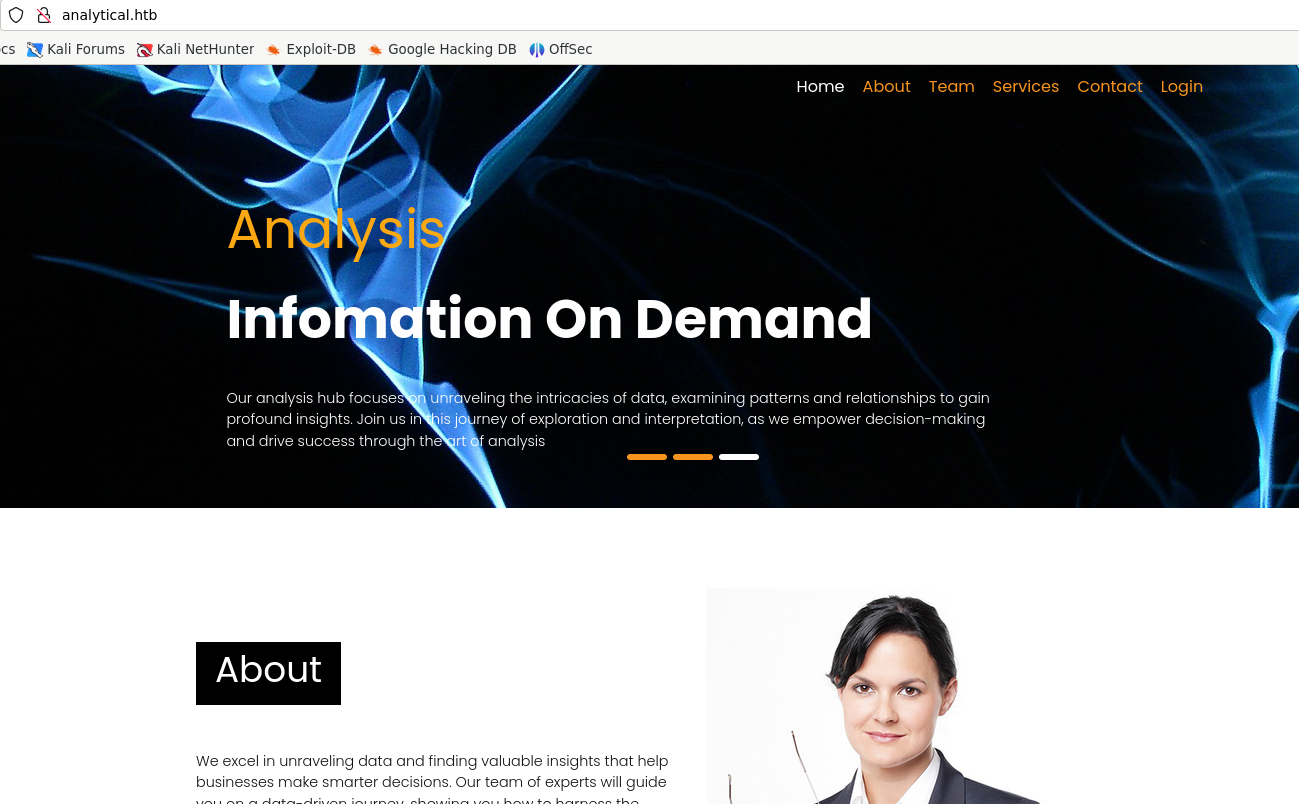 analytical.htb
cs Kali Forums Kali NetHunter Exploit-DB Google Hacking DB OffSec
Home About Team Services Contact Login
Analysis
Infomation On Demand
Our analysis hub focuses on unraveling the intricacies of data, examining patterns and relationships to gain
profound insights. Join us in this journey of exploration and interpretation, as we empower decision-making
and drive success through the art of analysis
About
We excel in unraveling data and finding valuable insights that help
businesses make smarter decisions. Our team of experts will guide
you on a data-driven journey, showing you how to harness the